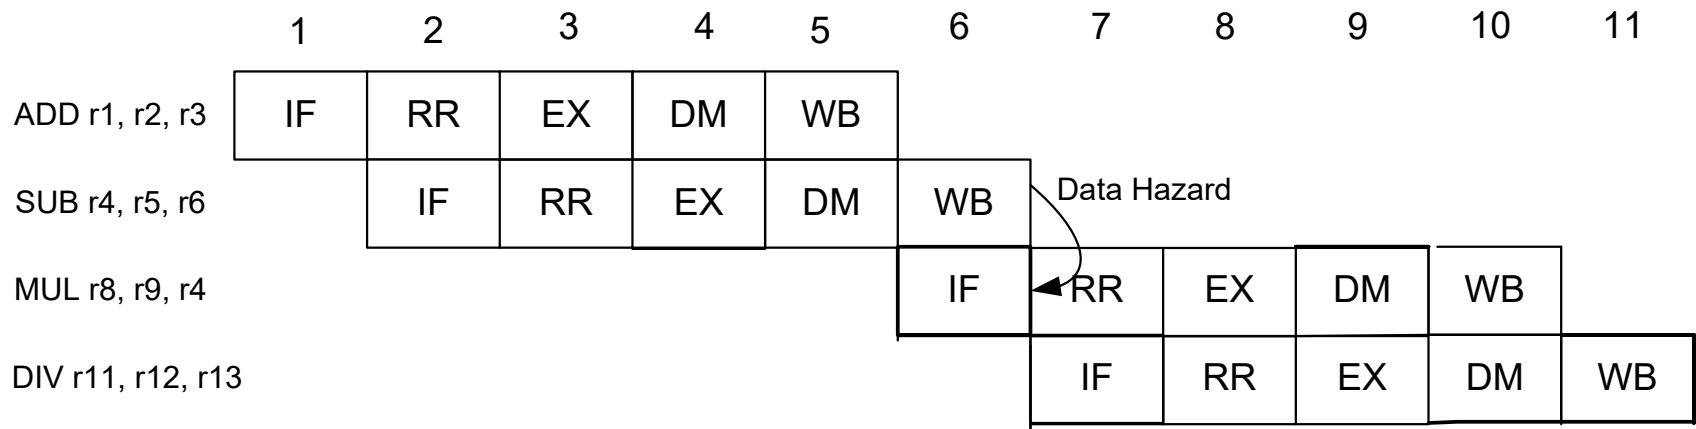 1 2 3 4 5 6 7 8 9 10 11
ADD r1, r2, r3 IF RR EX DM WB
SUB r4, r5, r6 IF RR EX DM WB Data Hazard
MUL r8, r9, r4 IF RR EX DM WB
DIV r11, r12, r13 IF RR EX DM WB